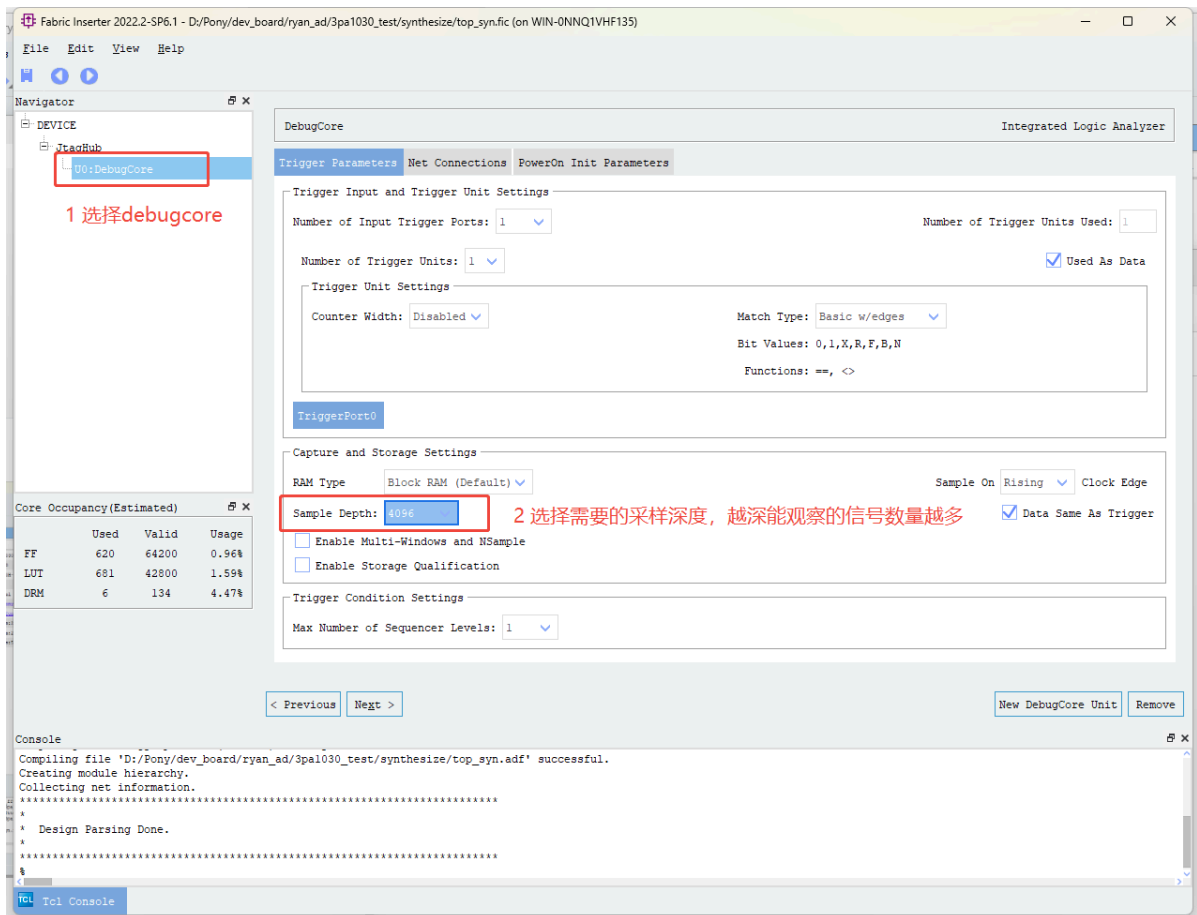 Fabric Inserter 2022.2-SP6.1 - D:/Pony/dev_board/ryan_ad/3pa1030_test/synthesize/top_syn.fic (on WIN-0NNQ1VHF135)
File Edit View Help
Navigator
DEVICE
JtagHub
U0:DebugCore
1 选择debugcore
DebugCore Integrated Logic Analyzer
Trigger Parameters Net Connections PowerOn Init Parameters
Trigger Input and Trigger Unit Settings
Number of Input Trigger Ports: 1 Number of Trigger Units Used: 1
Number of Trigger Units: 1 Used As Data
Trigger Unit Settings
Counter Width: Disabled Match Type: Basic w/edges
Bit Values: 0,1,X,R,F,B,N
Functions: ==, <>
TriggerPort0
Capture and Storage Settings
RAM Type Block RAM (Default) Sample On Rising Clock Edge
Sample Depth: 4096 2 选择需要的采样深度，越深能观察的信号数量越多 Data Same As Trigger
Enable Multi-Windows and NSample
Enable Storage Qualification
Trigger Condition Settings
Max Number of Sequencer Levels: 1
Core Occupancy(Estimated)
Used Valid Usage
FF 620 64200 0.96%
LUT 681 42800 1.59%
DRM 6 134 4.47%
< Previous Next > New DebugCore Unit Remove
Console
Compiling file 'D:/Pony/dev_board/ryan_ad/3pa1030_test/synthesize/top_syn.adf' successful.
Creating module hierarchy.
Collecting net information.
*************************************************************************
*
* Design Parsing Done.
*
*************************************************************************
%
TCL Tcl Console